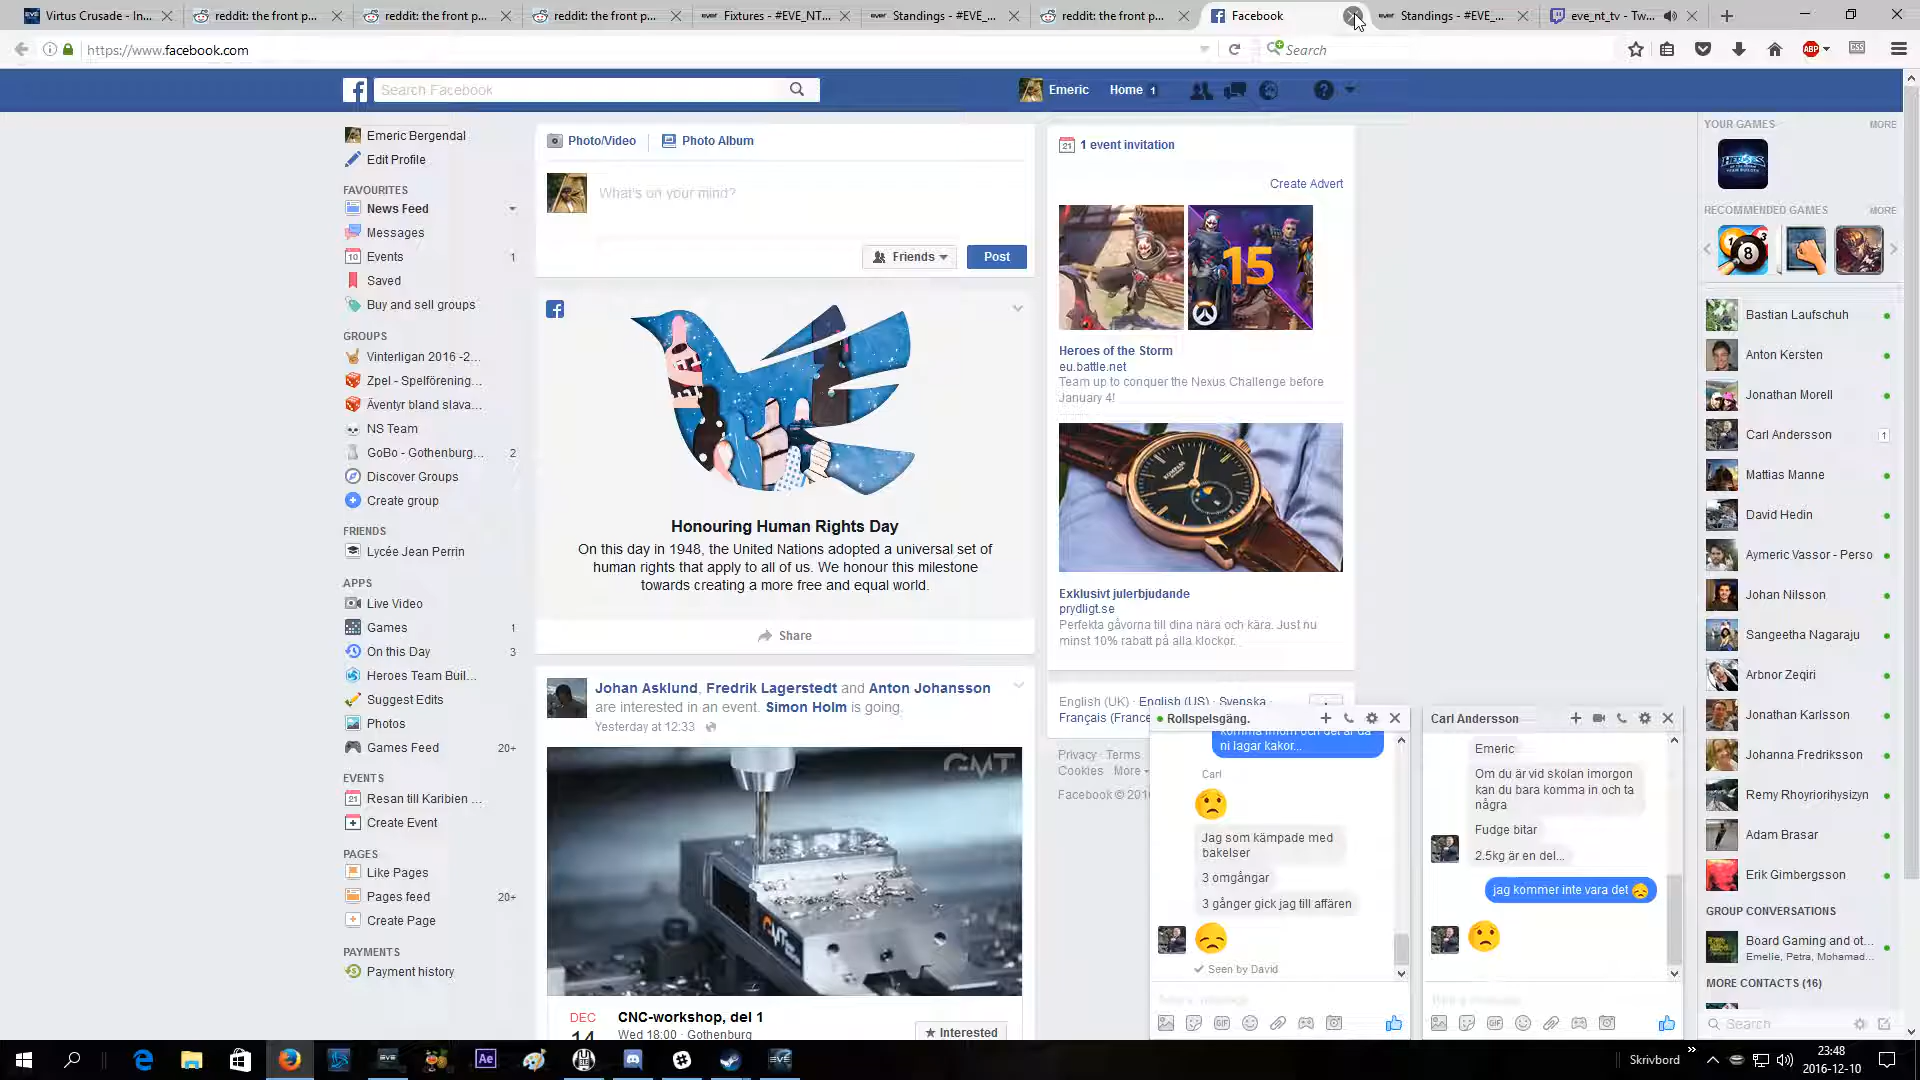 Virtus Crusade - In...
reddit: the front p...
reddit: the front p...
reddit: the front p...
Fixtures - #EVE_NT...
Standings - #EVE_...
reddit: the front p...
Facebook
Standings - #EVE_...
eve_nt_tv - Tw...
https://www.facebook.com
Search
ABP
CSS
Search Facebook
Emeric
Home 1
Emeric Bergendal
Edit Profile
FAVOURITES
News Feed
Messages
Events 1
Saved
Buy and sell groups
GROUPS
Vinterligan 2016 -2...
Zpel - Spelförening...
Äventyr bland slava...
NS Team
GoBo - Gothenburg... 2
Discover Groups
Create group
FRIENDS
Lycée Jean Perrin
APPS
Live Video
Games 1
On this Day 3
Heroes Team Buil...
Suggest Edits
Photos
Games Feed 20+
EVENTS
Resan till Karibien ...
Create Event
PAGES
Like Pages
Pages feed 20+
Create Page
PAYMENTS
Payment history
Photo/Video
Photo Album
What's on your mind?
Friends
Post
Honouring Human Rights Day
On this day in 1948, the United Nations adopted a universal set of
human rights that apply to all of us. We honour this milestone
towards creating a more free and equal world.
Share
Johan Asklund, Fredrik Lagerstedt and Anton Johansson
are interested in an event. Simon Holm is going.
Yesterday at 12:33
GMT
DEC
14
CNC-workshop, del 1
Wed 18:00 · Gothenburg
Interested
1 event invitation
Create Advert
15
Heroes of the Storm
eu.battle.net
Team up to conquer the Nexus Challenge before
January 4!
Exklusivt julerbjudande
prydligt.se
Perfekta gåvorna till dina nära och kära. Just nu
minst 10% rabatt på alla klockor.
English (UK) · English (US) · Svenska ·
Français (France
Privacy · Terms
Cookies · More
Facebook © 201
Rollspelsgäng.
komma imorn och det är då
ni lagar kakor...
Carl
Jag som kämpade med
bakelser
3 omgångar
3 gånger gick jag till affären
Seen by David
GIF
Carl Andersson
Emeric
Om du är vid skolan imorgon
kan du bara komma in och ta
några
Fudge bitar
2.5kg är en del...
jag kommer inte vara det
GIF
YOUR GAMES
MORE
RECOMMENDED GAMES
MORE
Bastian Laufschuh
Anton Kersten
Jonathan Morell
Carl Andersson 1
Mattias Manne
David Hedin
Aymeric Vassor - Perso
Johan Nilsson
Sangeetha Nagaraju
Arbnor Zeqiri
Jonathan Karlsson
Johanna Fredriksson
Remy Rhoyriorihysizyn
Adam Brasar
Erik Gimbergsson
GROUP CONVERSATIONS
Board Gaming and ot...
Emelie, Petra, Mohamad...
MORE CONTACTS (16)
Search
Skrivbord
23:48
2016-12-10